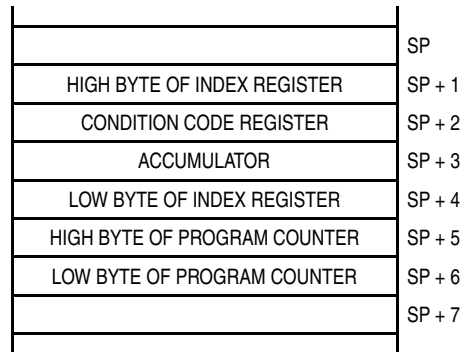 SP
HIGH BYTE OF INDEX REGISTER SP + 1
CONDITION CODE REGISTER SP + 2
ACCUMULATOR SP + 3
LOW BYTE OF INDEX REGISTER SP + 4
HIGH BYTE OF PROGRAM COUNTER SP + 5
LOW BYTE OF PROGRAM COUNTER SP + 6
SP + 7